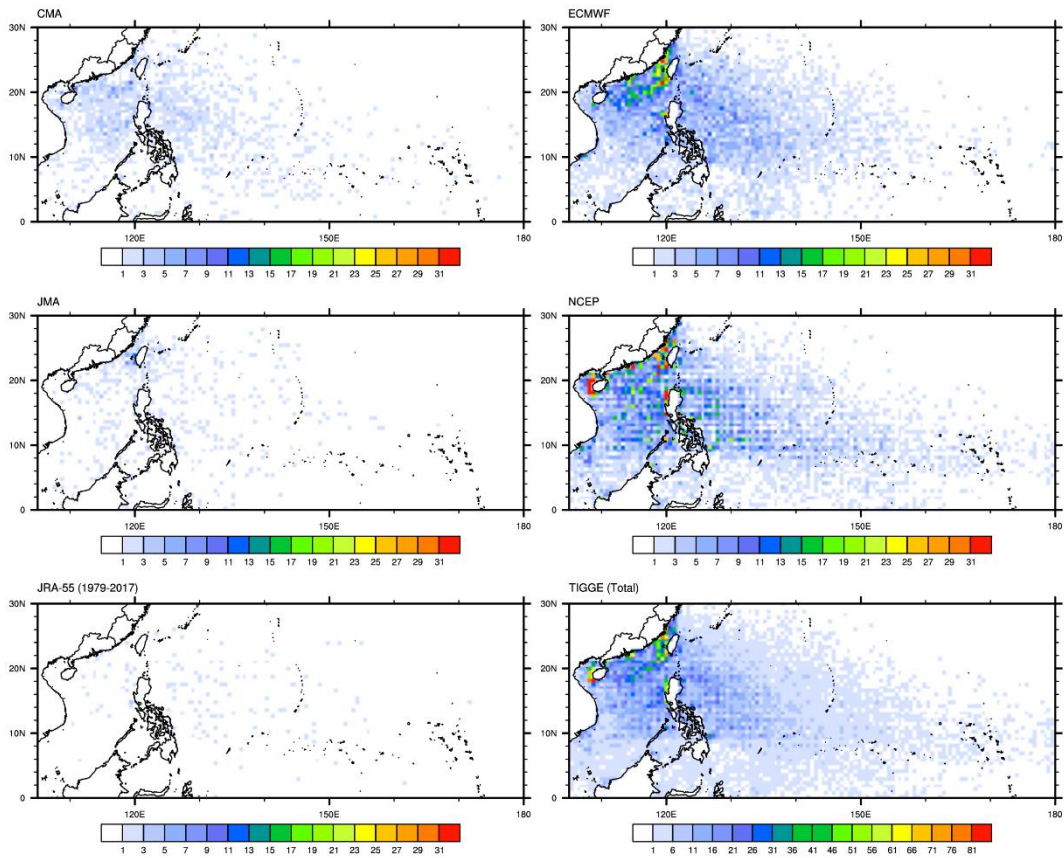 CMA
30N
20N
10N
0
120E 150E 180
1 3 5 7 9 11 13 15 17 19 21 23 25 27 29 31
ECMWF
30N
20N
10N
0
120E 150E 180
1 3 5 7 9 11 13 15 17 19 21 23 25 27 29 31
JMA
30N
20N
10N
0
120E 150E 180
1 3 5 7 9 11 13 15 17 19 21 23 25 27 29 31
NCEP
30N
20N
10N
0
120E 150E 180
1 3 5 7 9 11 13 15 17 19 21 23 25 27 29 31
JRA-55 (1979-2017)
30N
20N
10N
0
120E 150E 180
1 3 5 7 9 11 13 15 17 19 21 23 25 27 29 31
TIGGE (Total)
30N
20N
10N
0
120E 150E 180
1 6 11 16 21 26 31 36 41 46 51 56 61 66 71 76 81